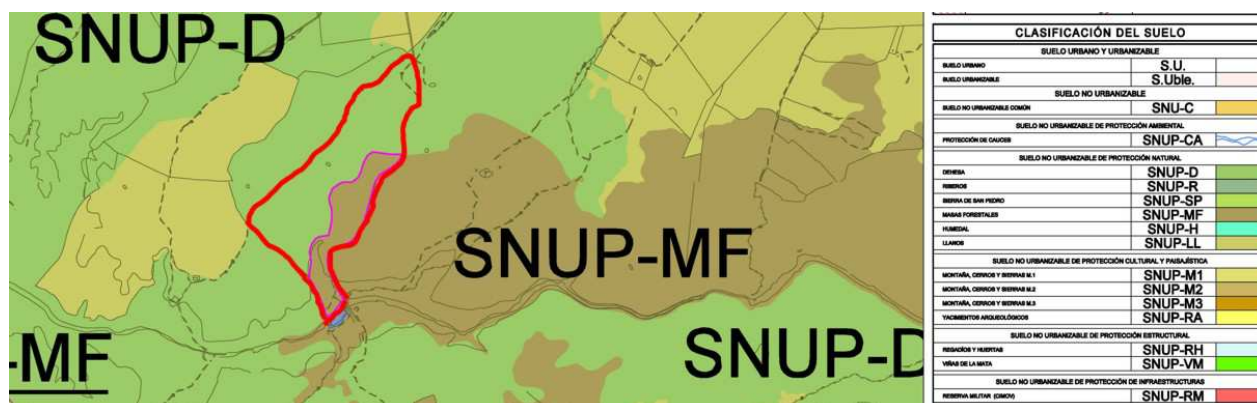 SNUP-D
SNUP-MF
-MF
SNUP-D
CLASIFICACIÓN DEL SUELO
SUELO URBANO Y URBANIZABLE
SUELO URBANO S.U.
SUELO URBANIZABLE S.Uble.
SUELO NO URBANIZABLE
SUELO NO URBANIZABLE COMÚN SNU-C
SUELO NO URBANIZABLE DE PROTECCIÓN AMBIENTAL
PROTECCIÓN DE CAUCES SNUP-CA
SUELO NO URBANIZABLE DE PROTECCIÓN NATURAL
DEHESA SNUP-D
RIBEROS SNUP-R
SIERRA DE SAN PEDRO SNUP-SP
MASAS FORESTALES SNUP-MF
HUMEDAL SNUP-H
LLANOS SNUP-LL
SUELO NO URBANIZABLE DE PROTECCIÓN CULTURAL Y PAISAJÍSTICA
MONTAÑA, CERROS Y SIERRAS M.1 SNUP-M1
MONTAÑA, CERROS Y SIERRAS M.2 SNUP-M2
MONTAÑA, CERROS Y SIERRAS M.3 SNUP-M3
YACIMIENTOS ARQUEOLÓGICOS SNUP-RA
SUELO NO URBANIZABLE DE PROTECCIÓN ESTRUCTURAL
REGADÍOS Y HUERTAS SNUP-RH
VIÑAS DE LA MATA SNUP-VM
SUELO NO URBANIZABLE DE PROTECCIÓN DE INFRAESTRUCTURAS
RESERVA MILITAR (CIMOV) SNUP-RM